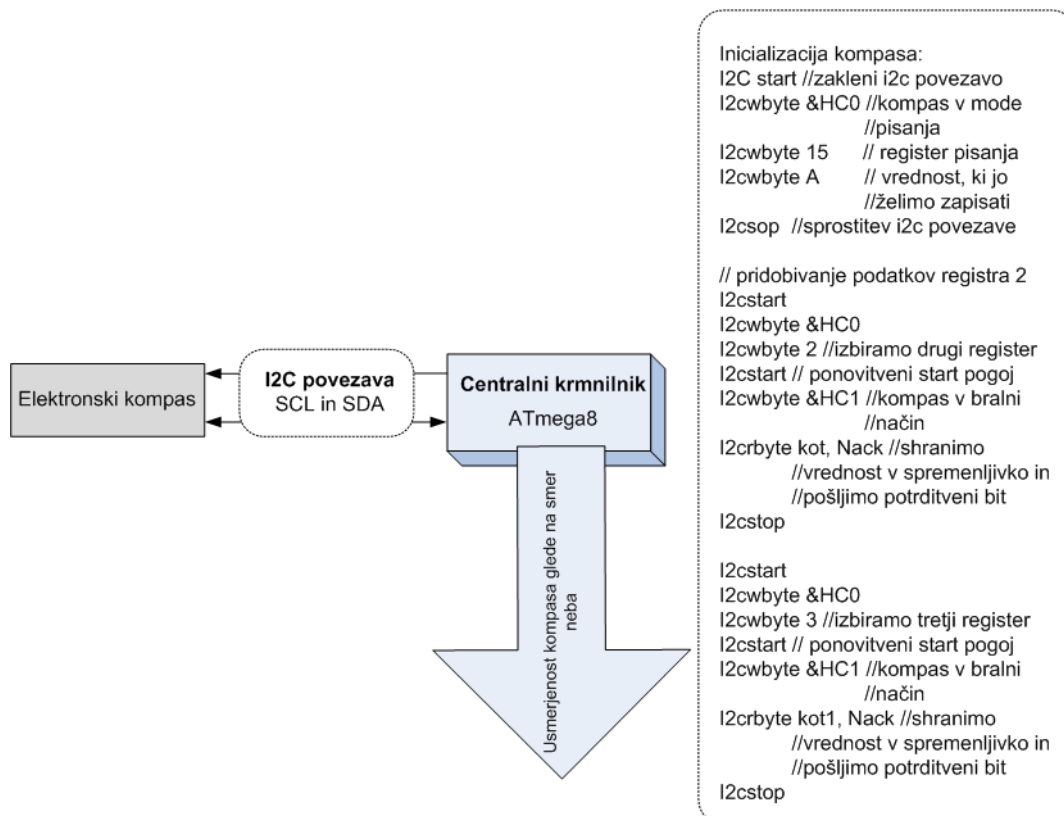 Elektronski kompas
I2C povezava
SCL in SDA
Centralni krmnilnik
ATmega8
Usmerjenost kompasa glede na smer
neba
Inicializacija kompasa:
I2C start //zakleni i2c povezavo
I2cwbyte &HC0 //kompas v mode
//pisanja
I2cwbyte 15 // register pisanja
I2cwbyte A // vrednost, ki jo
//želimo zapisati
I2csop //sprostitev i2c povezave
// pridobivanje podatkov registra 2
I2cstart
I2cwbyte &HC0
I2cwbyte 2 //izbiramo drugi register
I2cstart // ponovitveni start pogoj
I2cwbyte &HC1 //kompas v bralni
//način
I2crbyte kot, Nack //shranimo
//vrednost v spremenljivko in
//pošljimo potrditveni bit
I2cstop
I2cstart
I2cwbyte &HC0
I2cwbyte 3 //izbiramo tretji register
I2cstart // ponovitveni start pogoj
I2cwbyte &HC1 //kompas v bralni
//način
I2crbyte kot1, Nack //shranimo
//vrednost v spremenljivko in
//pošljimo potrditveni bit
I2cstop